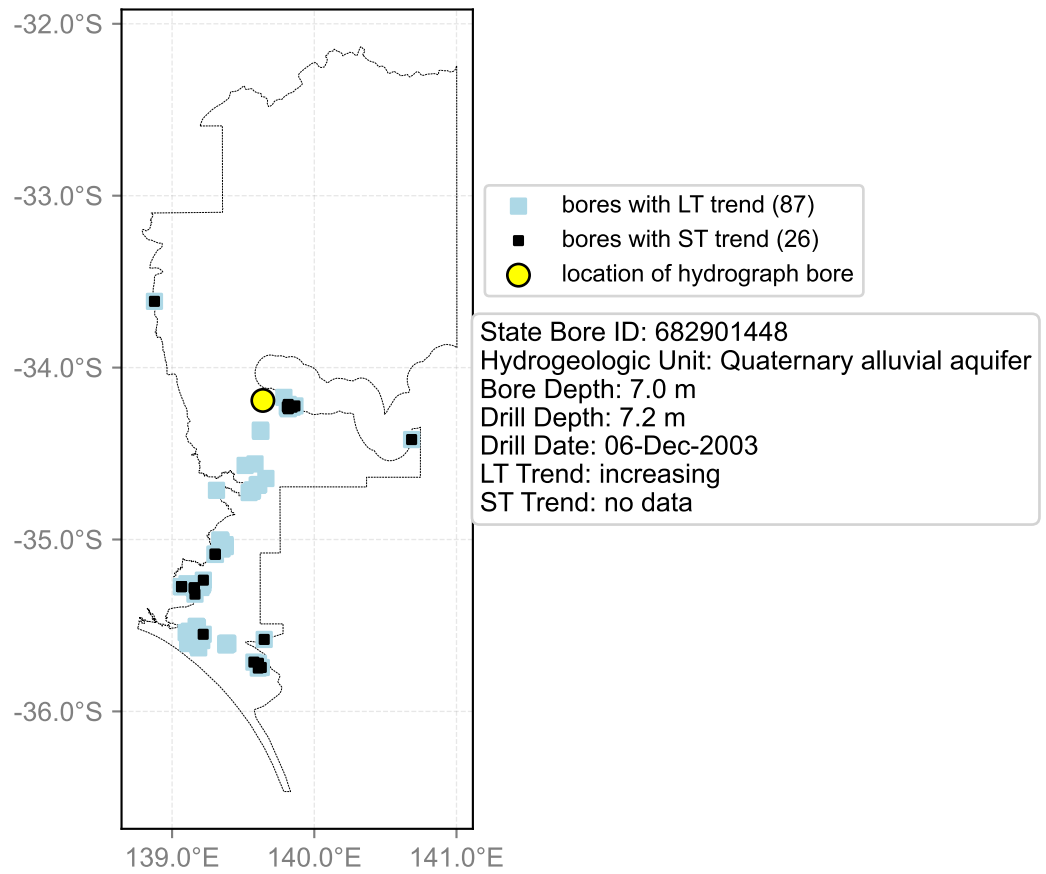 -32.0°S
-33.0°S
-34.0°S
-35.0°S
-36.0°S
139.0°E 140.0°E 141.0°E
bores with LT trend (87)
bores with ST trend (26)
location of hydrograph bore
State Bore ID: 682901448
Hydrogeologic Unit: Quaternary alluvial aquifer
Bore Depth: 7.0 m
Drill Depth: 7.2 m
Drill Date: 06-Dec-2003
LT Trend: increasing
ST Trend: no data